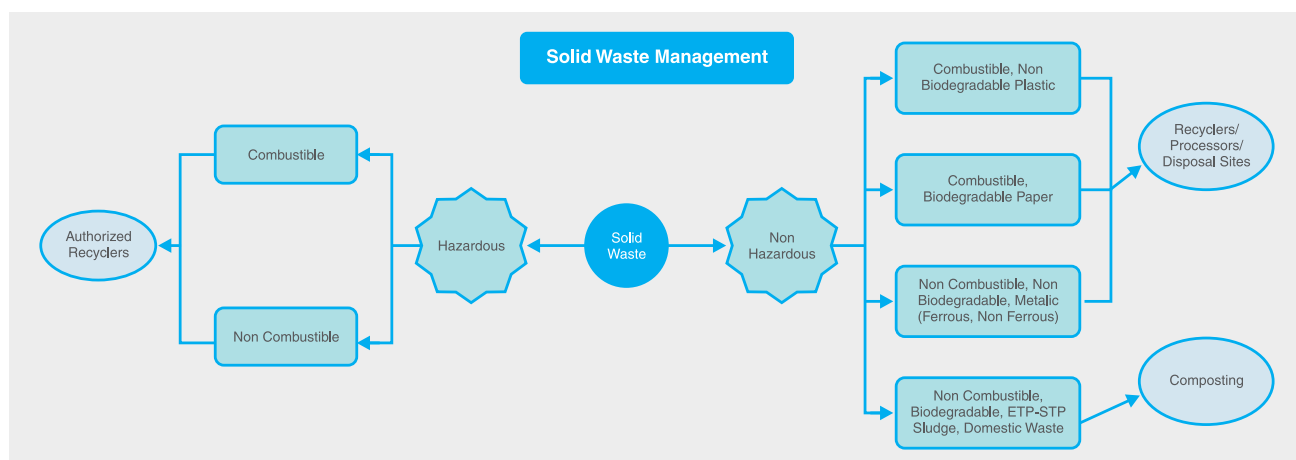 Solid Waste Management
Combustible
Non Combustible
Authorized
Recyclers
Hazardous
Solid
Waste
Non
Hazardous
Combustible, Non
Biodegradable Plastic
Combustible,
Biodegradable Paper
Non Combustible, Non
Biodegradable, Metalic
(Ferrous, Non Ferrous)
Non Combustible,
Biodegradable, ETP-STP
Sludge, Domestic Waste
Recyclers/
Processors/
Disposal Sites
Composting